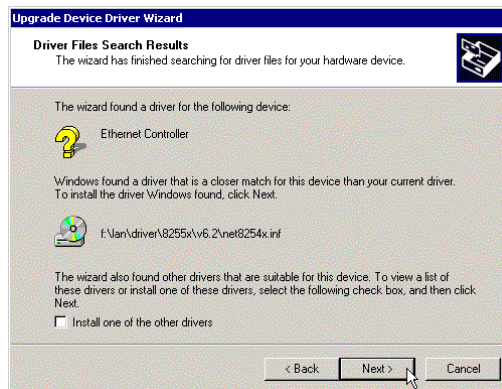 Upgrade Device Driver Wizard
Driver Files Search Results
The wizard has finished searching for driver files for your hardware device.
The wizard found a driver for the following device:
Ethernet Controller
Windows found a driver that is a closer match for this device than your current driver.
To install the driver Windows found, click Next.
f:\lan\driver\8255x\v6.2\net8254x.inf
The wizard also found other drivers that are suitable for this device. To view a list of
these drivers or install one of these drivers, select the following check box, and then click
Next.
Install one of the other drivers
< Back Next > Cancel